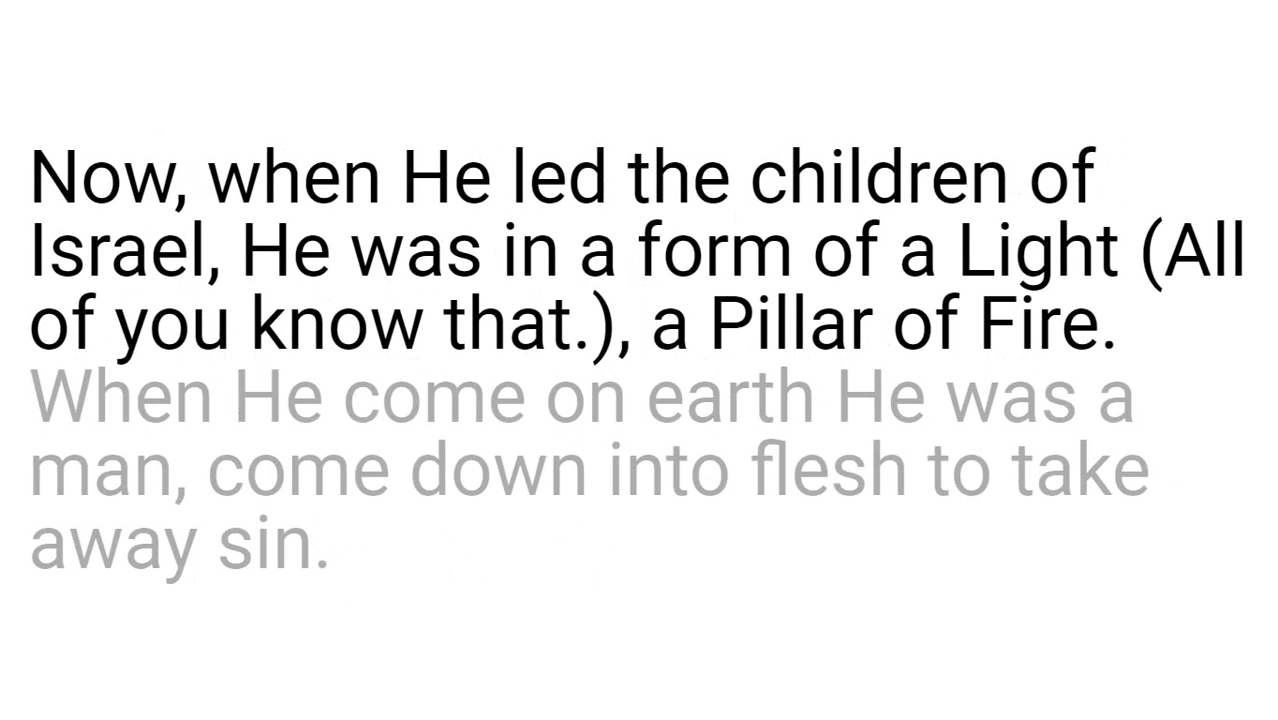 Now, when He led the children of
Israel, He was in a form of a Light (All
of you know that.), a Pillar of Fire.
When He come on earth He was a
man, come down into flesh to take
away sin.